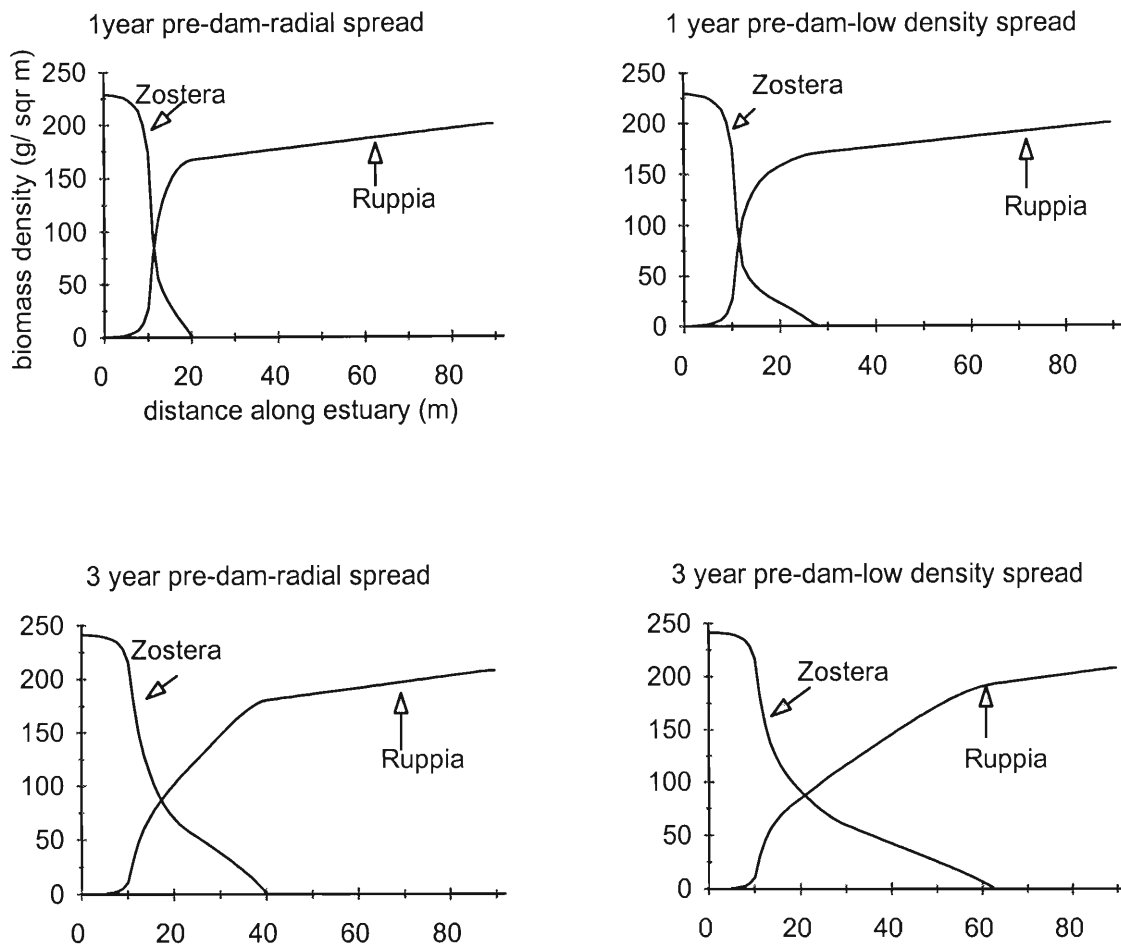 1year pre-dam-radial spread
biomass density (g/ sqr m)
250
200
150
100
50
0
Zostera
Ruppia
0 20 40 60 80
distance along estuary (m)
1 year pre-dam-low density spread
250
200
150
100
50
0
Zostera
Ruppia
0 20 40 60 80
3 year pre-dam-radial spread
250
200
150
100
50
0
Zostera
Ruppia
0 20 40 60 80
3 year pre-dam-low density spread
250
200
150
100
50
0
Zostera
Ruppia
0 20 40 60 80